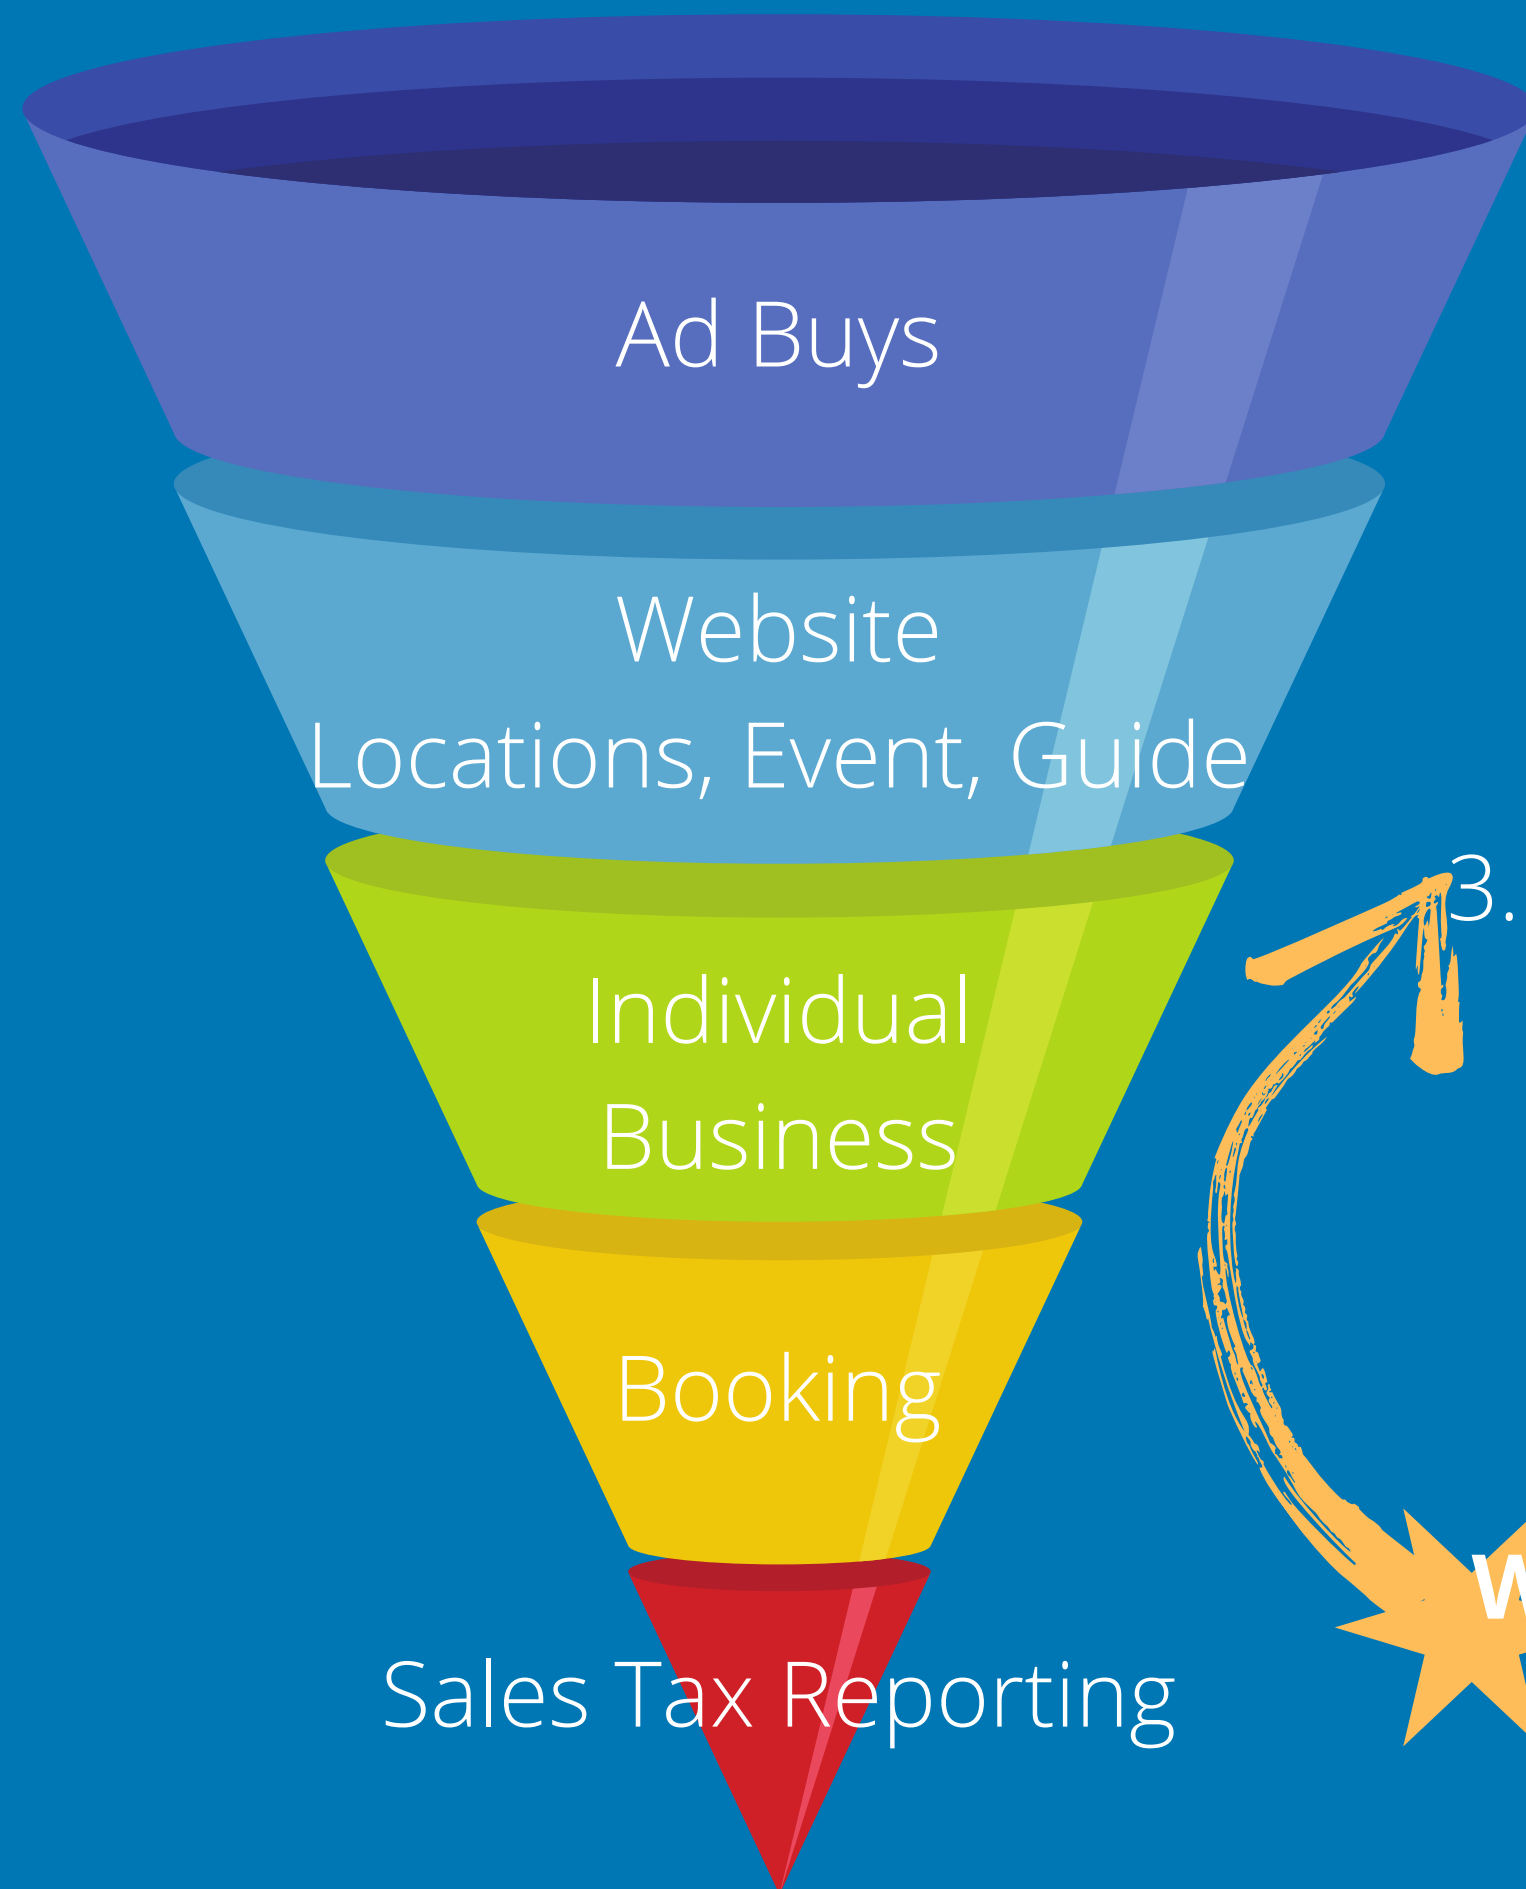 Ad Buys
Website
Locations, Event, Guide
3.
Individual
Business
Booking
Sales Tax Reporting